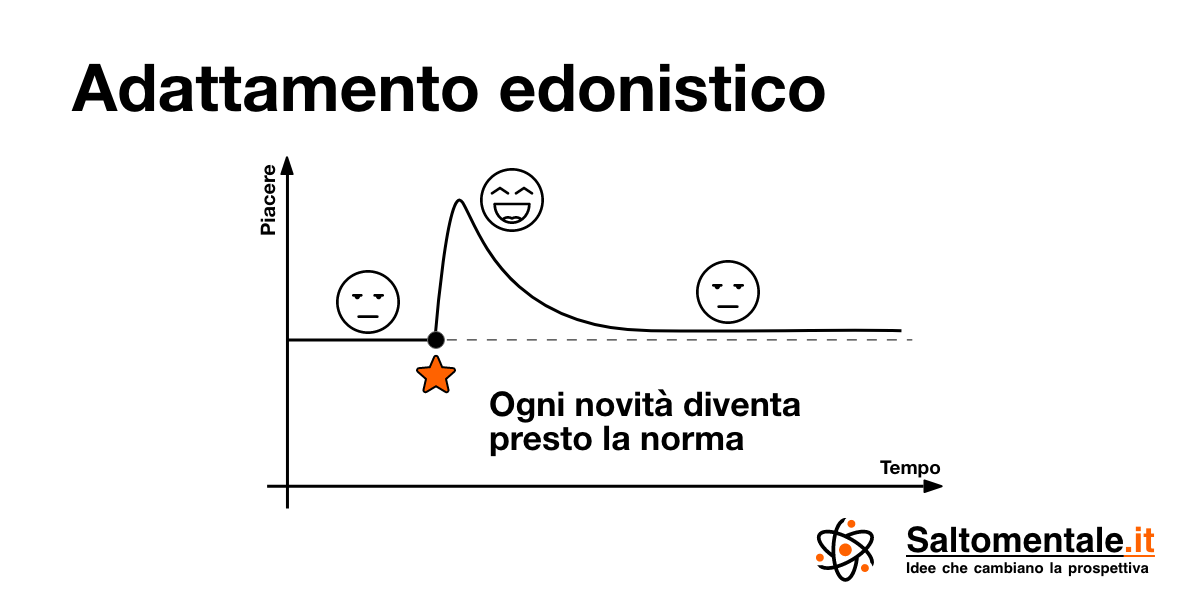 Adattamento edonistico
Piacere
Ogni novità diventa
presto la norma
Tempo
Saltomentale.it
Idee che cambiano la prospettiva